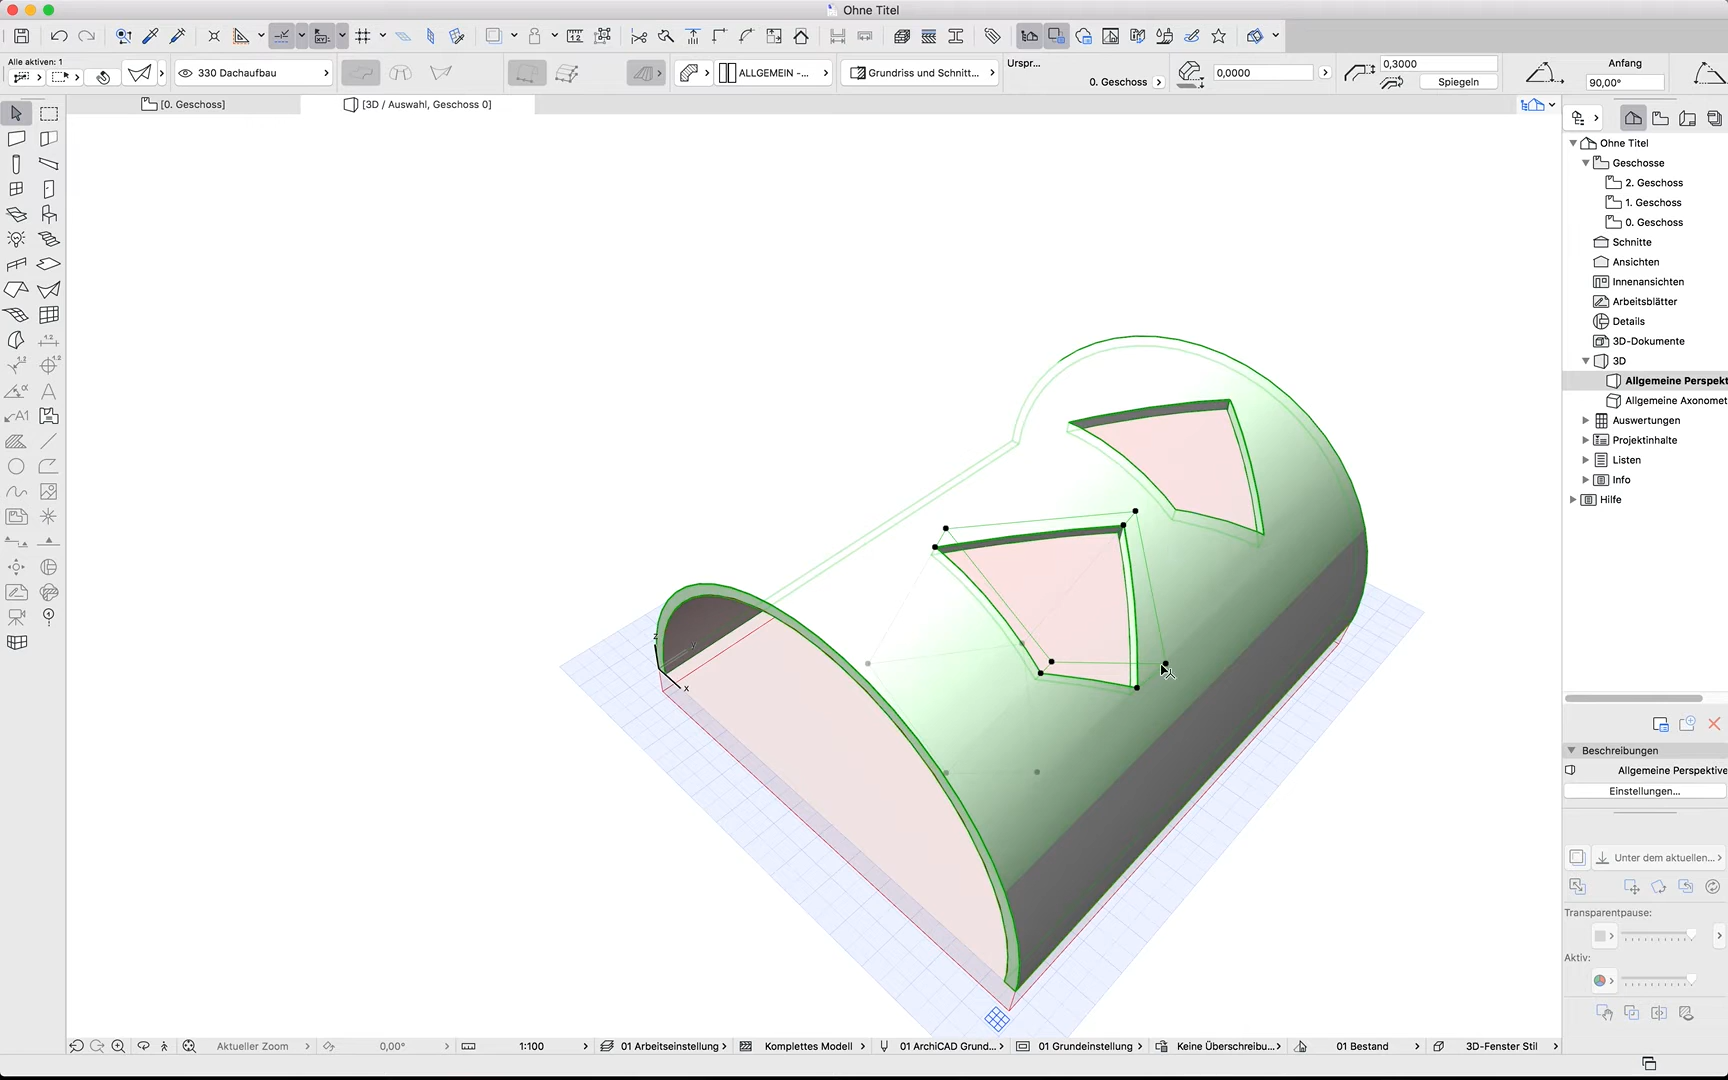 Ohne Titel
Alle aktiven: 1
330 Dachaufbau
ALLGEMEIN -...
Grundriss und Schnitt...
Urspr...
0. Geschoss
0,0000
0,3000
Spiegeln
Anfang
90,00°
[0. Geschoss]
[3D / Auswahl, Geschoss 0]
Ohne Titel
Geschosse
2. Geschoss
1. Geschoss
0. Geschoss
Schnitte
Ansichten
Innenansichten
Arbeitsblätter
Details
3D-Dokumente
3D
Allgemeine Perspekt
Allgemeine Axonomet
Auswertungen
Projektinhalte
Listen
Info
Hilfe
z
x
Beschreibungen
Allgemeine Perspektive
Einstellungen...
Unter dem aktuellen...
Transparentpause:
Aktiv:
Aktueller Zoom
0,00°
1:100
01 Arbeitseinstellung
Komplettes Modell
01 ArchiCAD Grund...
01 Grundeinstellung
Keine Überschreibu...
01 Bestand
3D-Fenster Stil